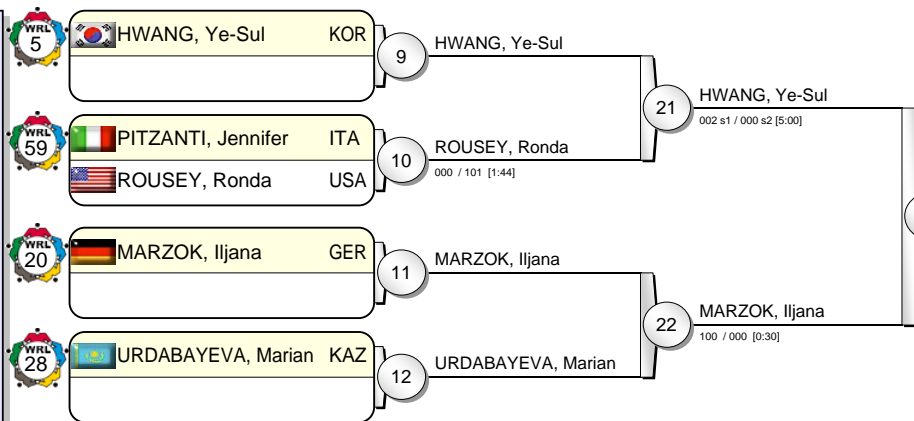 WRL
5
HWANG, Ye-Sul KOR
9
HWANG, Ye-Sul
21
HWANG, Ye-Sul
002 s1 / 000 s2 [5:00]
WRL
59
PITZANTI, Jennifer ITA
ROUSEY, Ronda USA
10
ROUSEY, Ronda
000 / 101 [1:44]
WRL
20
MARZOK, Iljana GER
11
MARZOK, Iljana
22
MARZOK, Iljana
100 / 000 [0:30]
WRL
28
URDABAYEVA, Marian KAZ
12
URDABAYEVA, Marian